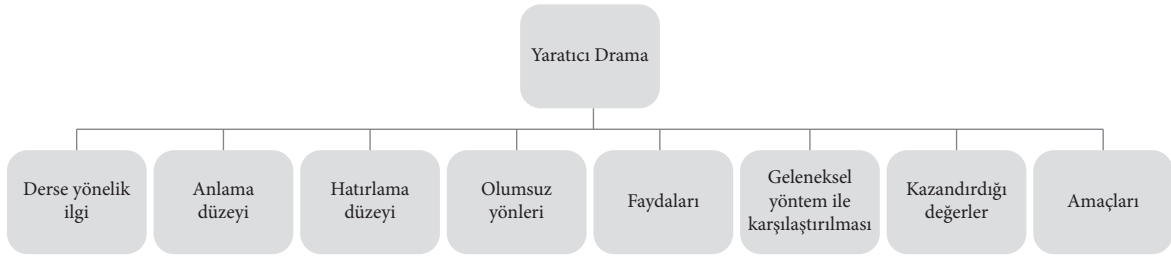 Yaratıcı Drama
Derse yönelik
ilgi
Anlama
düzeyi
Hatırlama
düzeyi
Olumsuz
yönleri
Faydaları
Geleneksel
yöntem ile
karşılaştırılması
Kazandırdığı
değerler
Amaçları